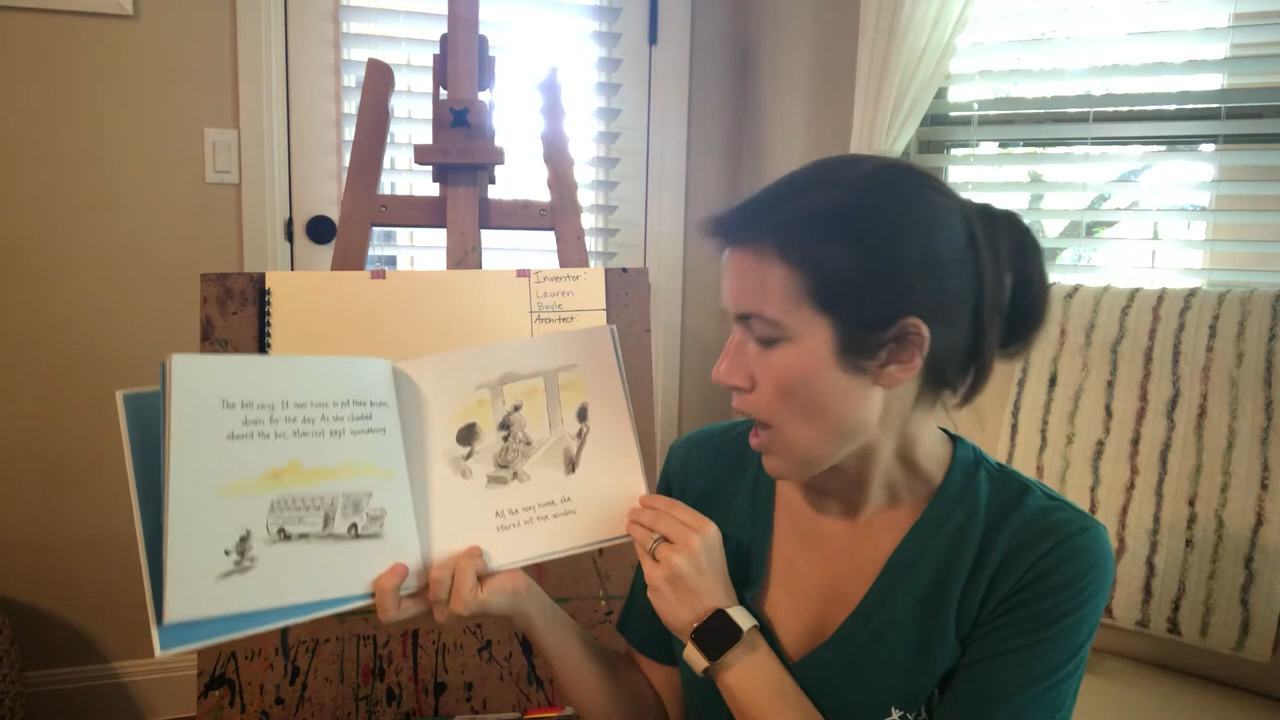 Inventor:
Lauren
Boyle
Architect:
The bell rang. It was time to put their brushes
down for the day. As she climbed
aboard the bus, Marisol kept wondering.
All the way home, she
stared out the window